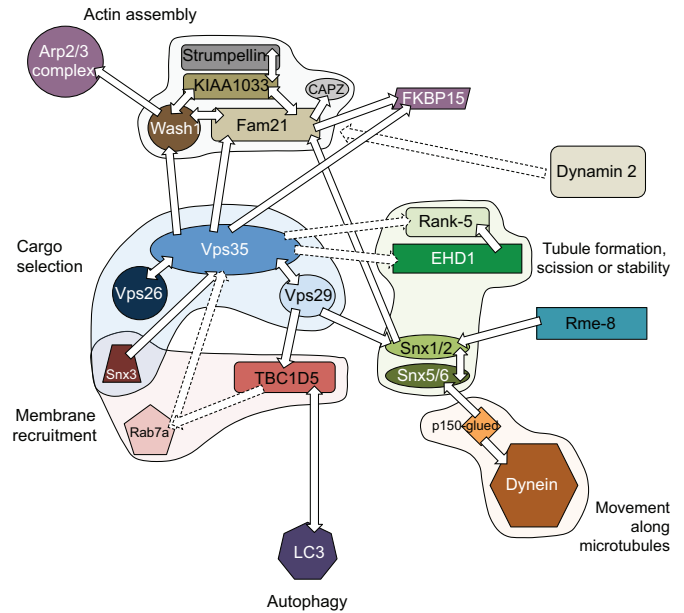 Actin assembly
Arp2/3
complex
Strumpellin
KIAA1033
CAPZ
FKBP15
Wash1
Fam21
Dynamin 2
Rank-5
Vps35
EHD1
Tubule formation,
scission or stability
Cargo
selection
Vps26
Vps29
Rme-8
Snx1/2
Snx3
TBC1D5
Snx5/6
Membrane
recruitment
Rab7a
p150-glued
Dynein
Movement
along
microtubules
LC3
Autophagy